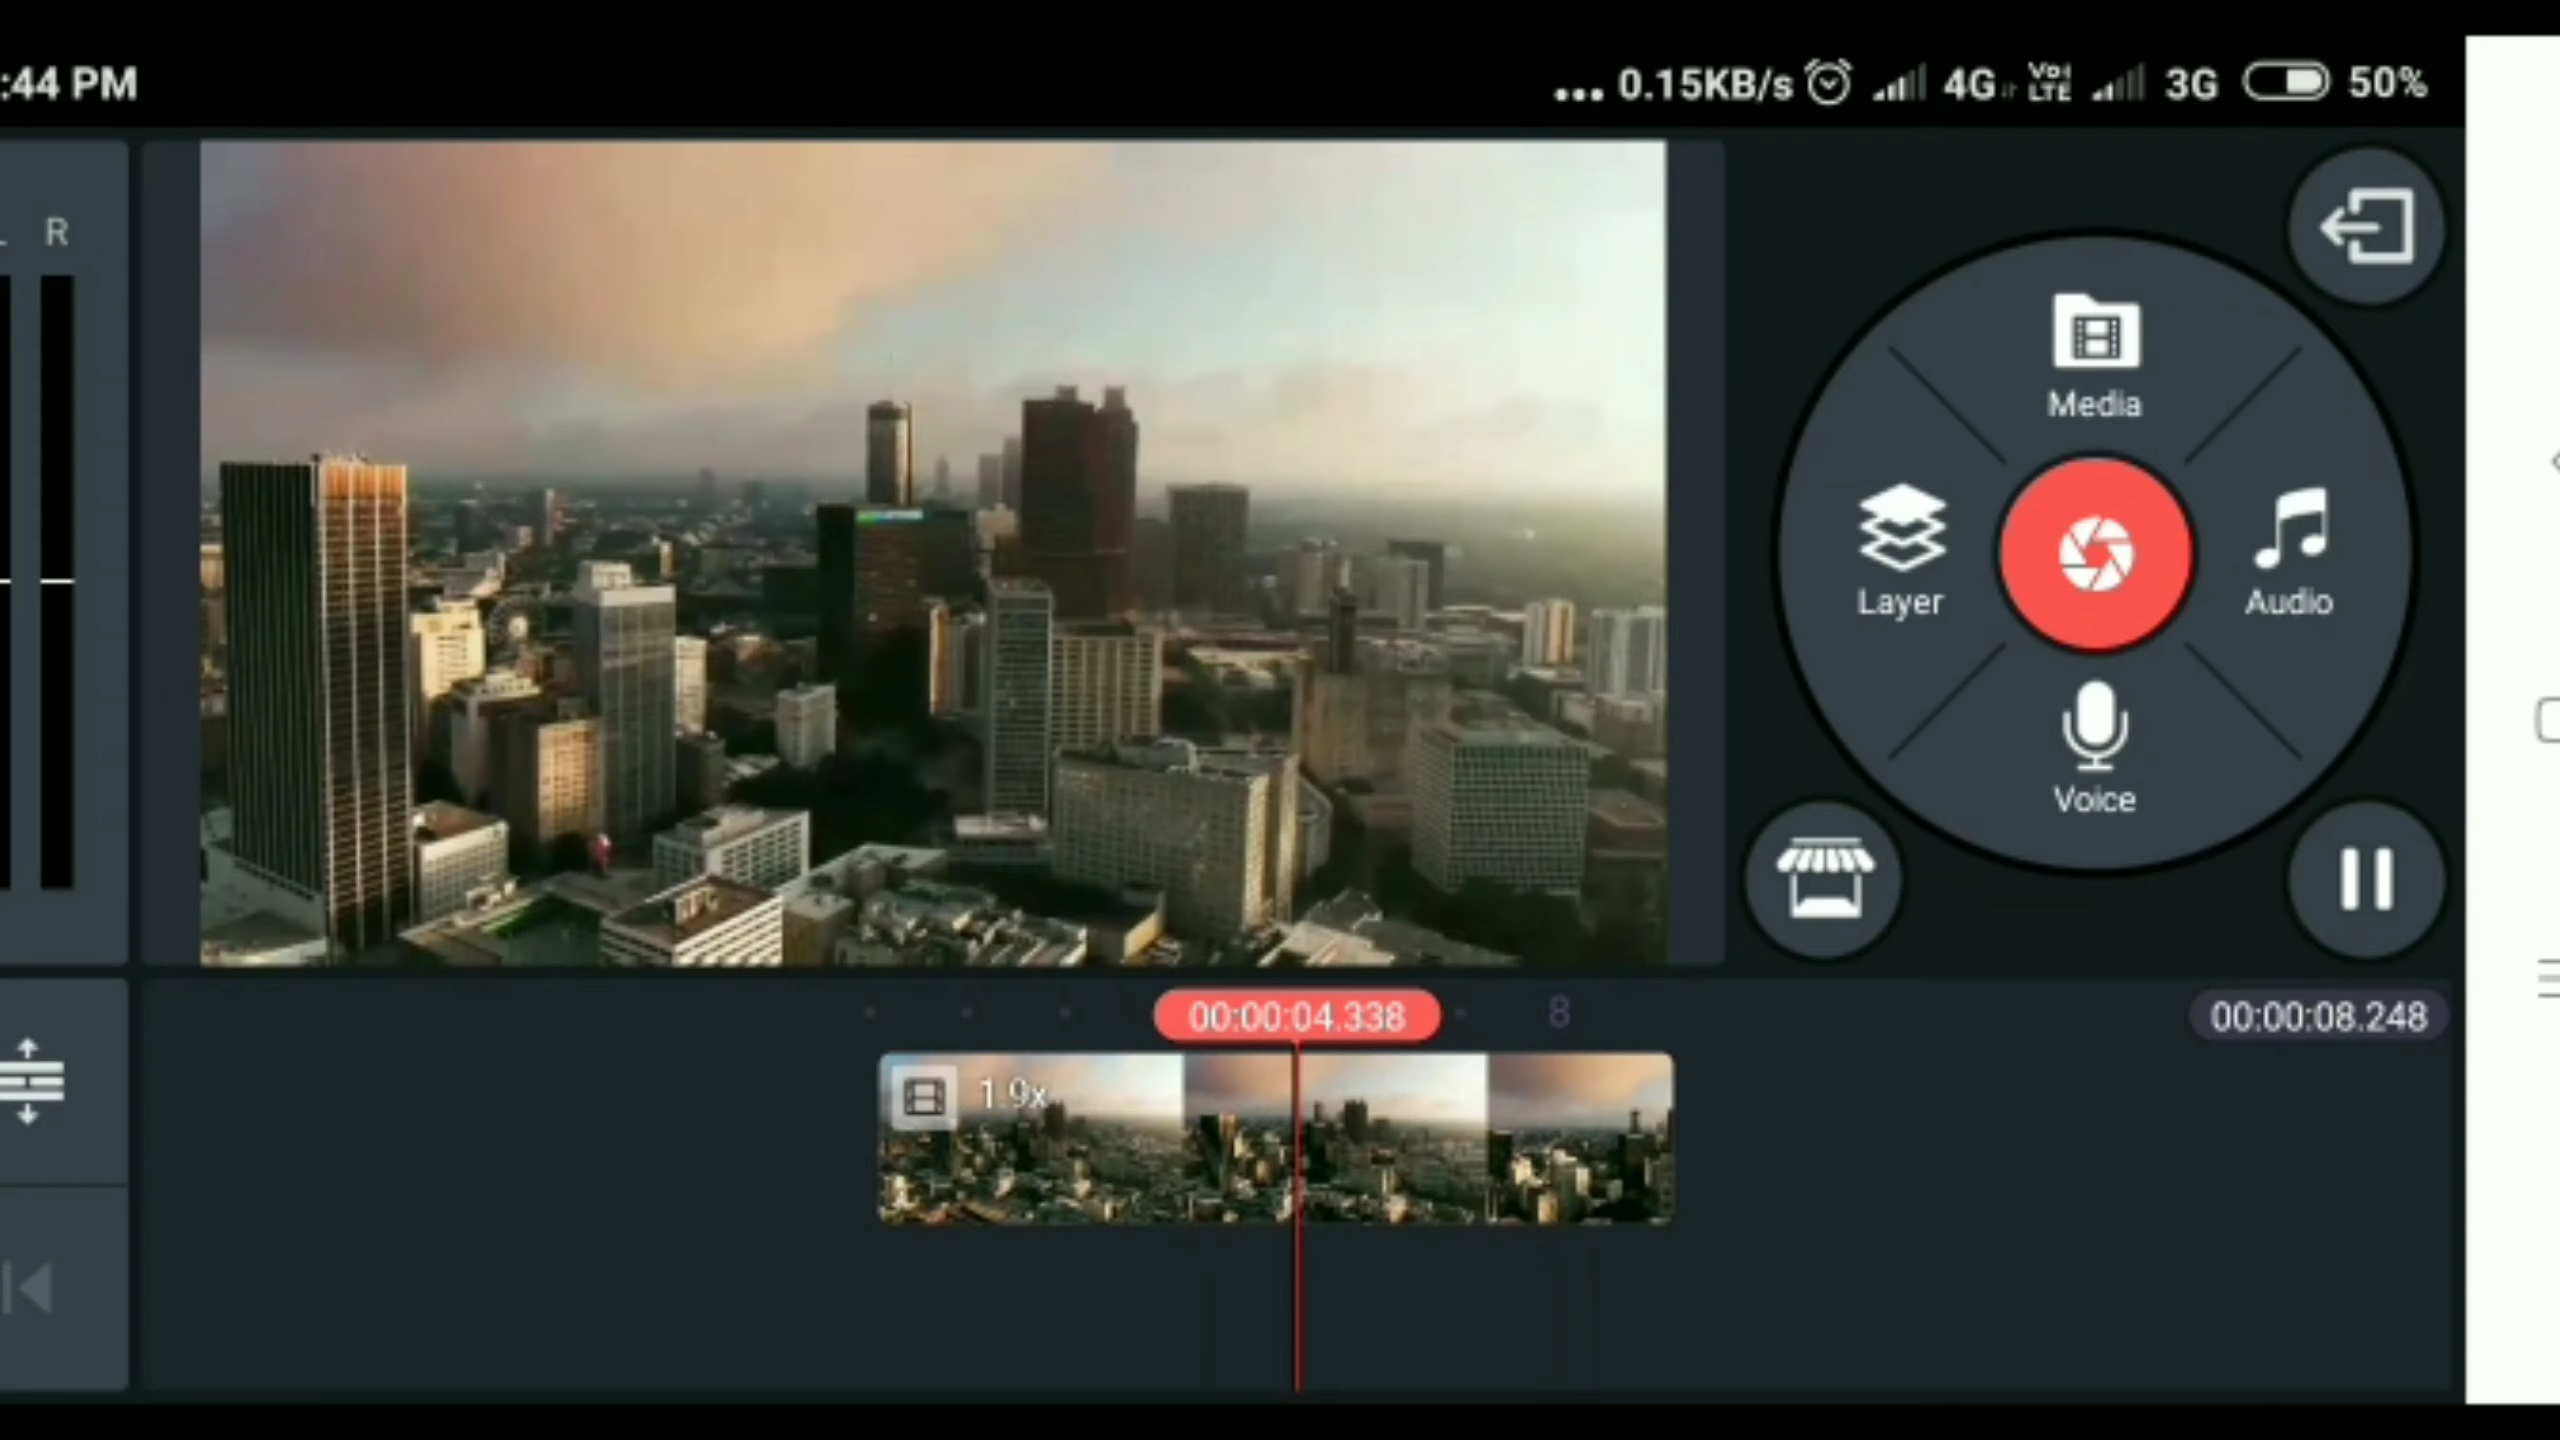 :44 PM
... 0.15KB/s 4G VoLTE 3G 50%
R
Media
Layer
Audio
Voice
00:00:04.338
8
00:00:08.248
1.9x